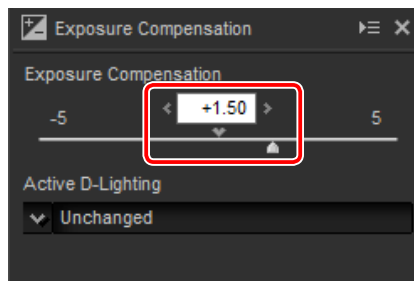 Exposure Compensation
Exposure Compensation
-5 +1.50 5
Active D-Lighting
Unchanged